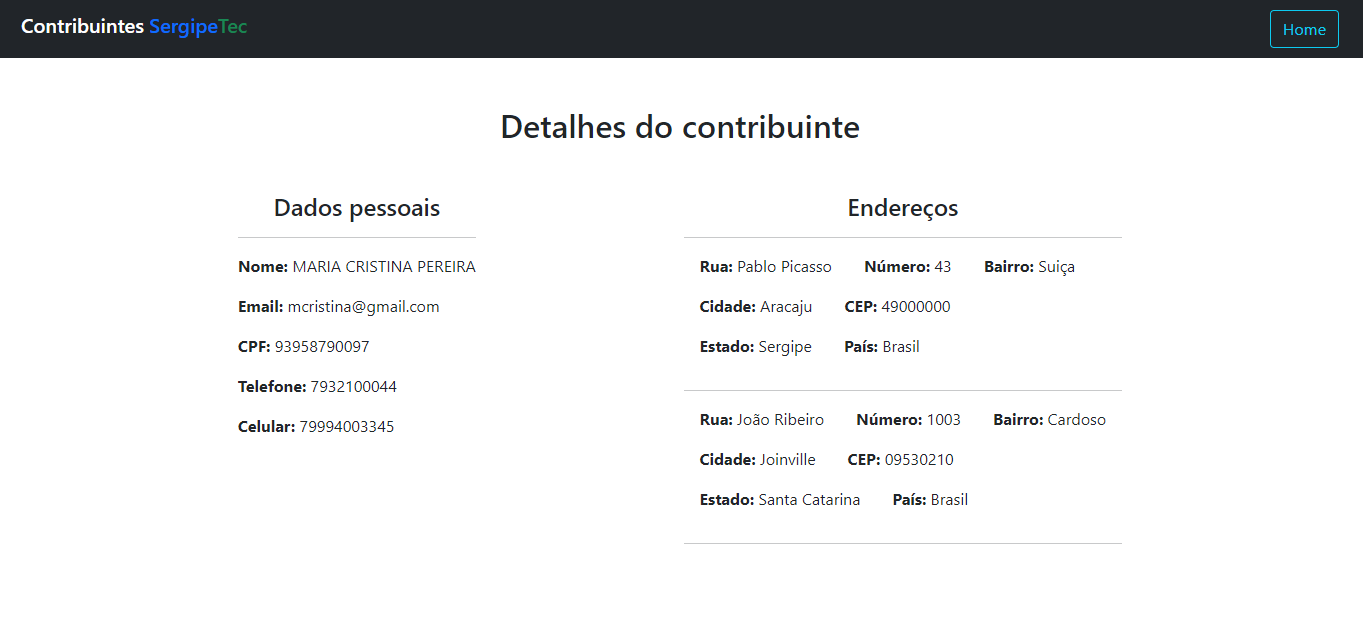 Contribuintes SergipeTec
Home
Detalhes do contribuinte
Dados pessoais
Nome: MARIA CRISTINA PEREIRA
Email: mcristina@gmail.com
CPF: 93958790097
Telefone: 7932100044
Celular: 79994003345
Endereços
Rua: Pablo Picasso Número: 43 Bairro: Suiça
Cidade: Aracaju CEP: 49000000
Estado: Sergipe País: Brasil
Rua: João Ribeiro Número: 1003 Bairro: Cardoso
Cidade: Joinville CEP: 09530210
Estado: Santa Catarina País: Brasil